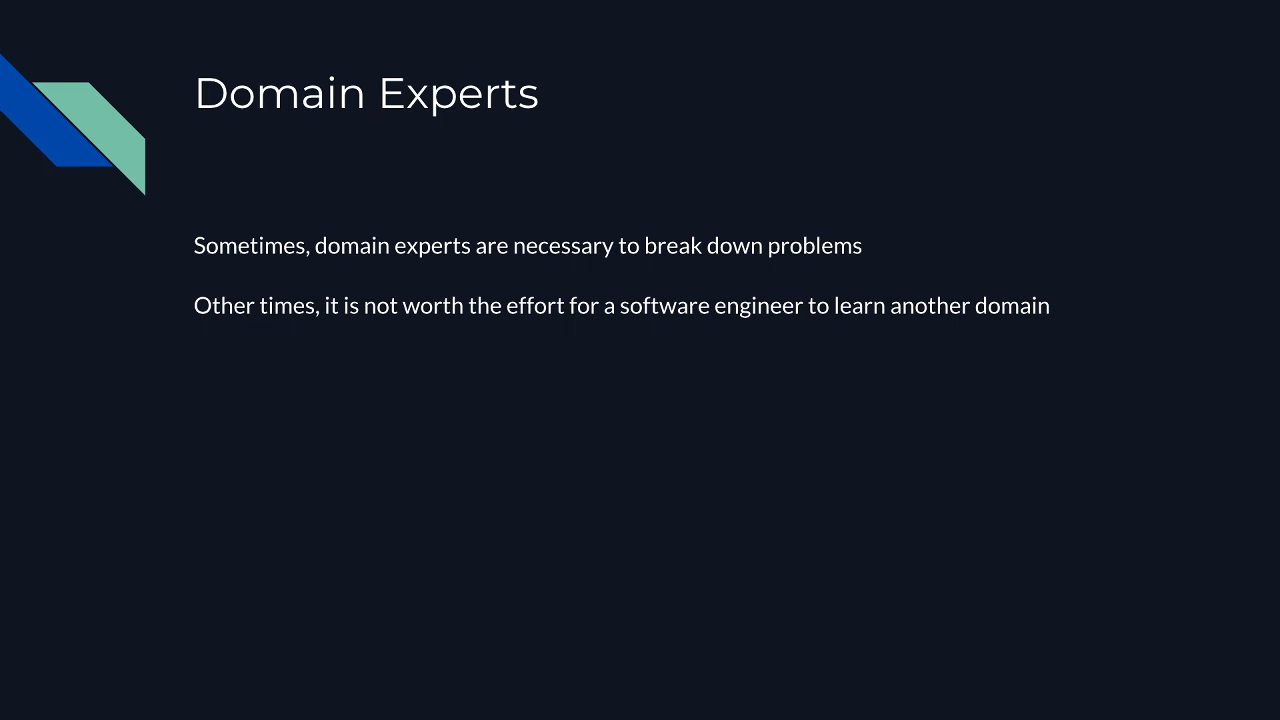 Domain Experts
Sometimes, domain experts are necessary to break down problems
Other times, it is not worth the effort for a software engineer to learn another domain